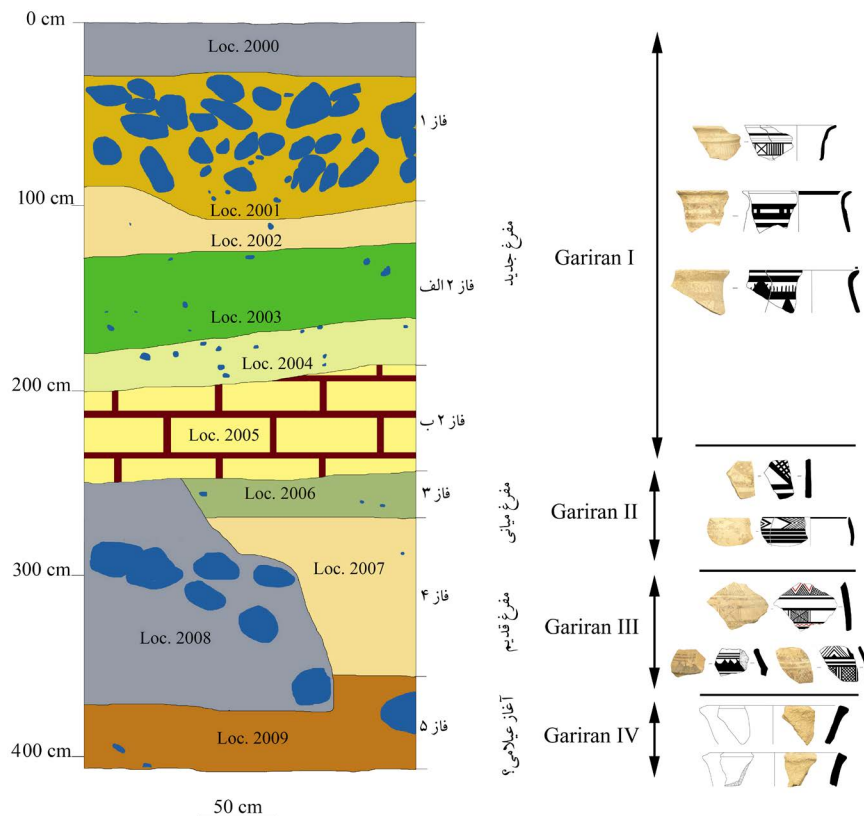 0 cm
Loc. 2000
فاز ۱
100 cm
Loc. 2001
Loc. 2002
فاز ۲ الف
Loc. 2003
Loc. 2004
200 cm
فاز ۲ ب
Loc. 2005
Loc. 2006
فاز ۳
Loc. 2007
300 cm
فاز ۴
Loc. 2008
فاز ۵
Loc. 2009
400 cm
50 cm
مفرغ جدید
Gariran I
مفرغ میانی
Gariran II
مفرغ قدیم
Gariran III
آغاز عیلامی؟
Gariran IV